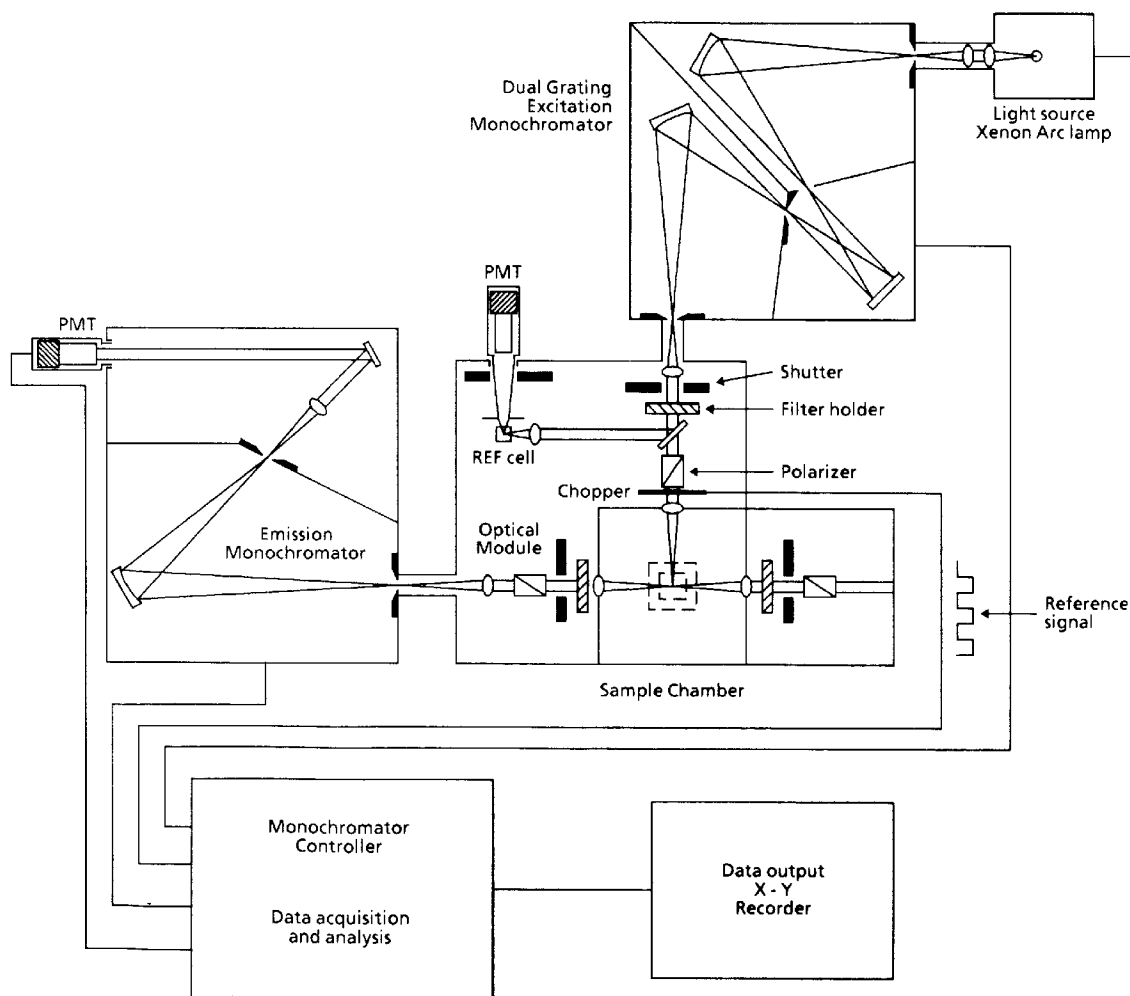 Dual Grating
Excitation
Monochromator
Light source
Xenon Arc lamp
PMT
PMT
Shutter
Filter holder
REF cell
Polarizer
Chopper
Emission
Monochromator
Optical
Module
Reference
signal
Sample Chamber
Monochromator
Controller
Data acquisition
and analysis
Data output
X - Y
Recorder